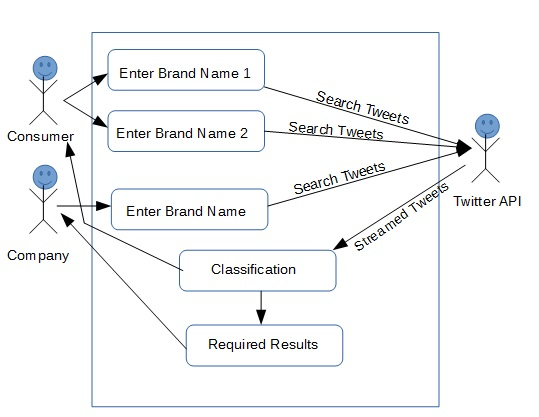 Enter Brand Name 1
Search Tweets
Consumer
Enter Brand Name 2
Search Tweets
Search Tweets
Twitter API
Enter Brand Name
Streamed Tweets
Company
Classification
Required Results